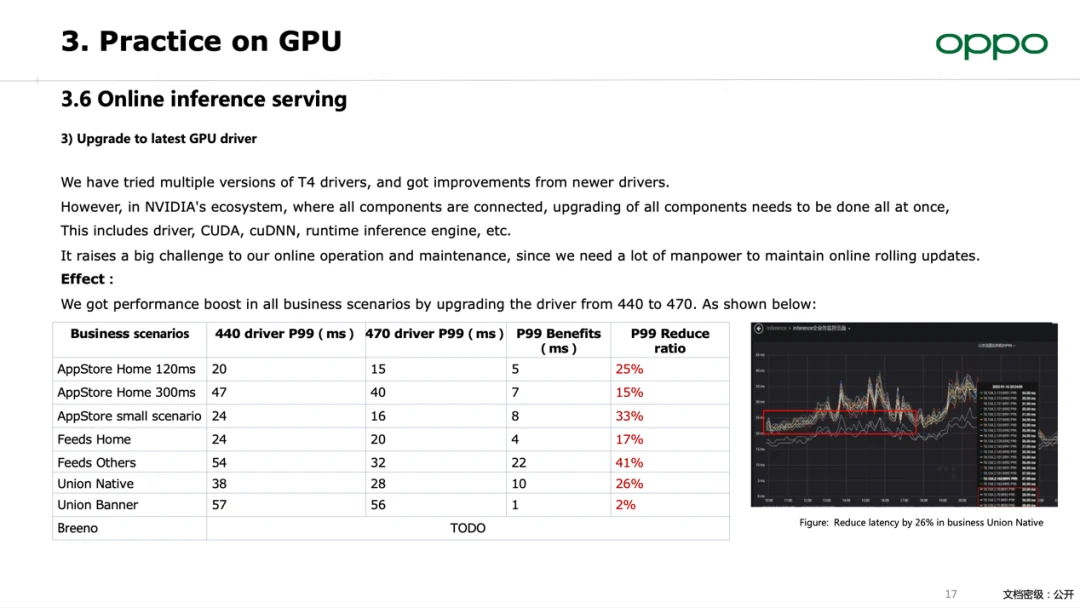 3. Practice on GPU
oppo
3.6 Online inference serving
3) Upgrade to latest GPU driver
We have tried multiple versions of T4 drivers, and got improvements from newer drivers.
However, in NVIDIA's ecosystem, where all components are connected, upgrading of all components needs to be done all at once,
This includes driver, CUDA, cuDNN, runtime inference engine, etc.
It raises a big challenge to our online operation and maintenance, since we need a lot of manpower to maintain online rolling updates.
Effect：
We got performance boost in all business scenarios by upgrading the driver from 440 to 470. As shown below:
Business scenarios 440 driver P99（ms） 470 driver P99（ms） P99 Benefits（ms） P99 Reduce ratio
AppStore Home 120ms 20 15 5 25%
AppStore Home 300ms 47 40 7 15%
AppStore small scenario 24 16 8 33%
Feeds Home 24 20 4 17%
Feeds Others 54 32 22 41%
Union Native 38 28 10 26%
Union Banner 57 56 1 2%
Breeno TODO
Figure: Reduce latency by 26% in business Union Native
17
文档密级：公开